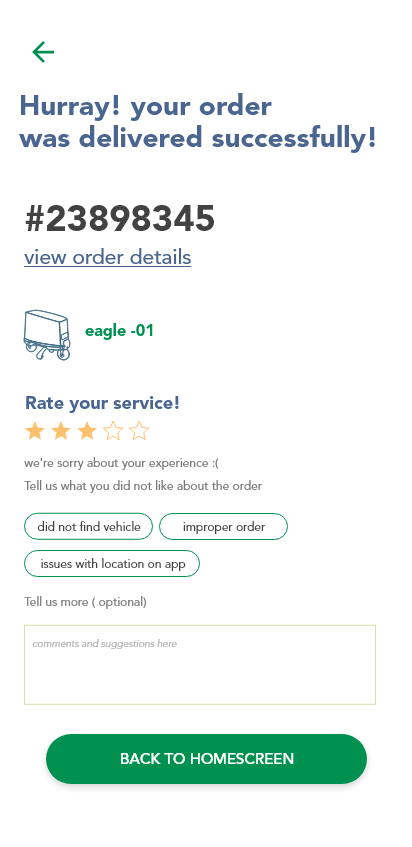 Hurray! your order
was delivered successfully!
#23898345
view order details
eagle -01
Rate your service!
we're sorry about your experience :(
Tell us what you did not like about the order
did not find vehicle
improper order
issues with location on app
Tell us more ( optional)
comments and suggestions here
BACK TO HOMESCREEN